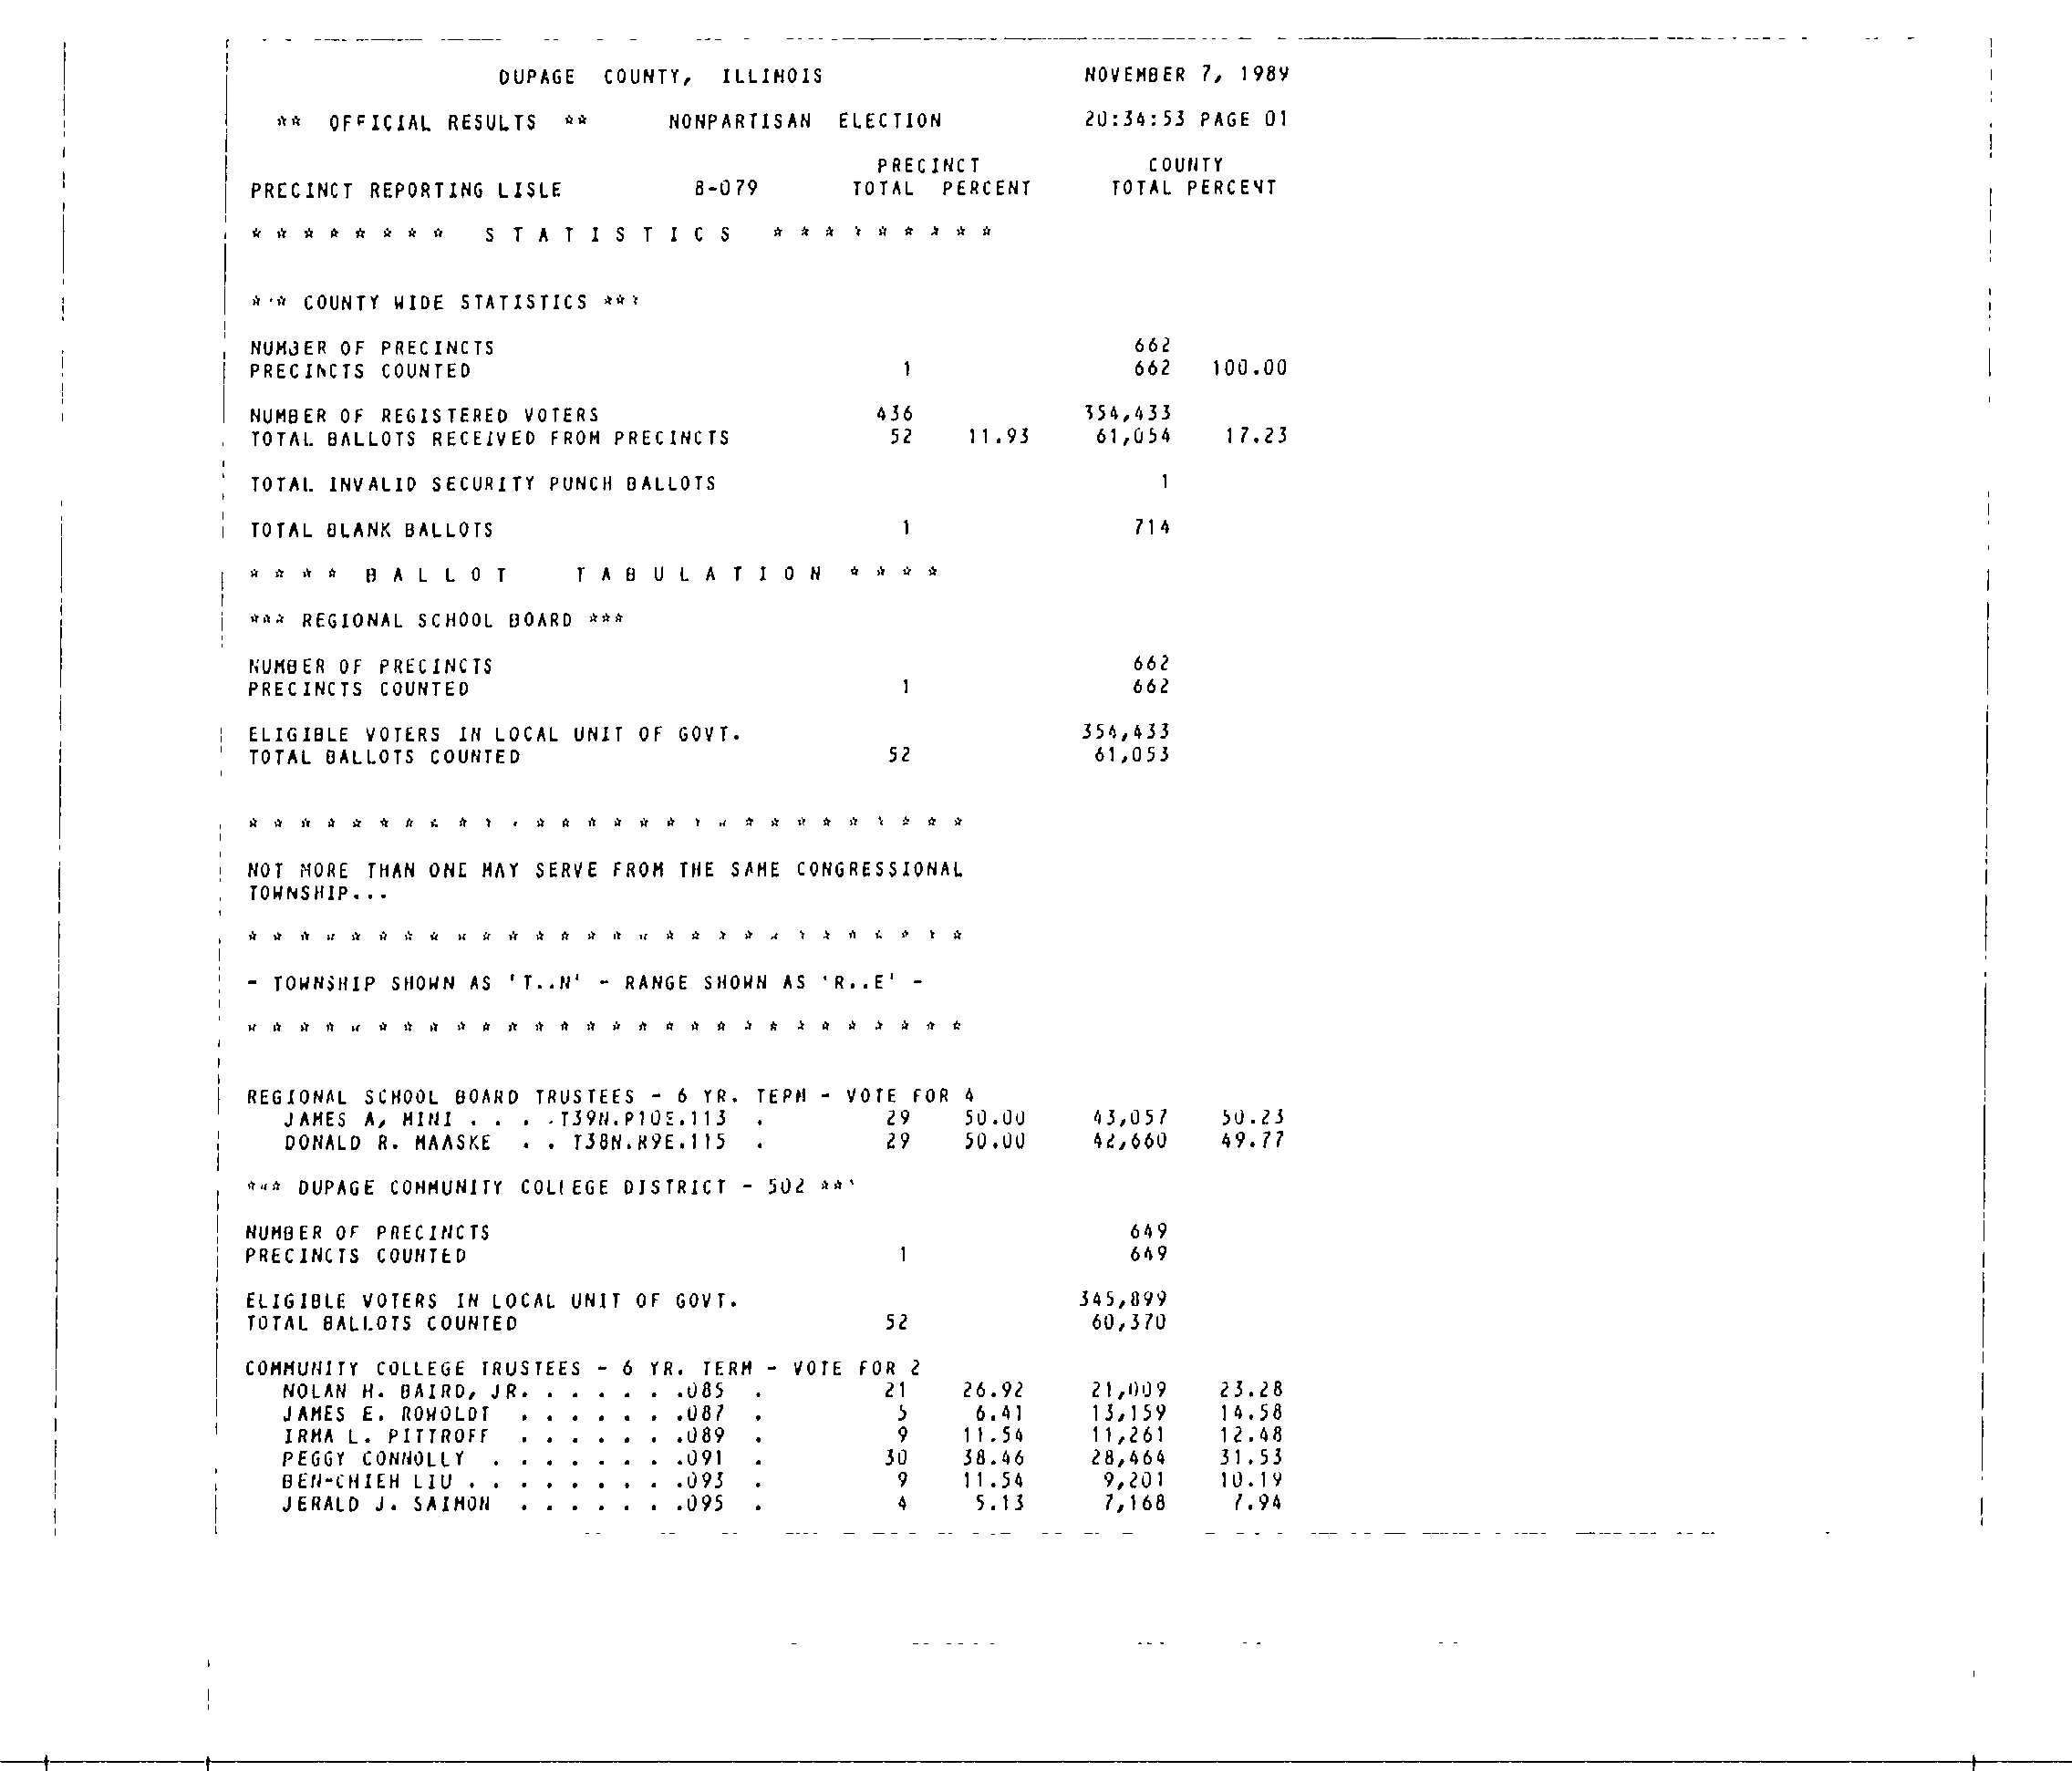 DUPAGE COUNTY, ILLINOIS NOVEMBER 7, 1989
** OFFICIAL RESULTS ** NONPARTISAN ELECTION 20:34:53 PAGE 01
PRECINCT COUNTY
PRECINCT REPORTING LISLE 8-079 TOTAL PERCENT TOTAL PERCENT
* * * * * * * * S T A T I S T I C S * * * * * * * * *
*** COUNTY WIDE STATISTICS ***
NUMBER OF PRECINCTS 662
PRECINCTS COUNTED 1 662 100.00
NUMBER OF REGISTERED VOTERS 436 354,433
TOTAL BALLOTS RECEIVED FROM PRECINCTS 52 11.93 61,054 17.23
TOTAL INVALID SECURITY PUNCH BALLOTS 1
TOTAL BLANK BALLOTS 1 714
* * * * B A L L O T T A B U L A T I O N * * * *
*** REGIONAL SCHOOL BOARD ***
NUMBER OF PRECINCTS 662
PRECINCTS COUNTED 1 662
ELIGIBLE VOTERS IN LOCAL UNIT OF GOVT. 354,433
TOTAL BALLOTS COUNTED 52 61,053
* * * * * * * * * * * * * * * * * * * * * * * * * * * *
NOT MORE THAN ONE MAY SERVE FROM THE SAME CONGRESSIONAL
TOWNSHIP...
* * * * * * * * * * * * * * * * * * * * * * * * * * * *
- TOWNSHIP SHOWN AS 'T..N' - RANGE SHOWN AS 'R..E' -
* * * * * * * * * * * * * * * * * * * * * * * * * * * *
REGIONAL SCHOOL BOARD TRUSTEES - 6 YR. TERM - VOTE FOR 4
JAMES A, MINI . . . .T39N.R10E.113 . 29 50.00 43,057 50.23
DONALD R. MAASKE . . T38N.R9E.115 . 29 50.00 42,660 49.77
*** DUPAGE COMMUNITY COLLEGE DISTRICT - 502 ***
NUMBER OF PRECINCTS 649
PRECINCTS COUNTED 1 649
ELIGIBLE VOTERS IN LOCAL UNIT OF GOVT. 345,899
TOTAL BALLOTS COUNTED 52 60,370
COMMUNITY COLLEGE TRUSTEES - 6 YR. TERM - VOTE FOR 2
NOLAN H. BAIRD, JR. . . . . . .085 . 21 26.92 21,009 23.28
JAMES E. ROWOLDT . . . . . . .087 . 5 6.41 13,159 14.58
IRMA L. PITTROFF . . . . . . .089 . 9 11.54 11,261 12.48
PEGGY CONNOLLY . . . . . . . .091 . 30 38.46 28,464 31.53
BEN-CHIEH LIU . . . . . . . . .093 . 9 11.54 9,201 10.19
JERALD J. SAIMON . . . . . . .095 . 4 5.13 7,168 7.94